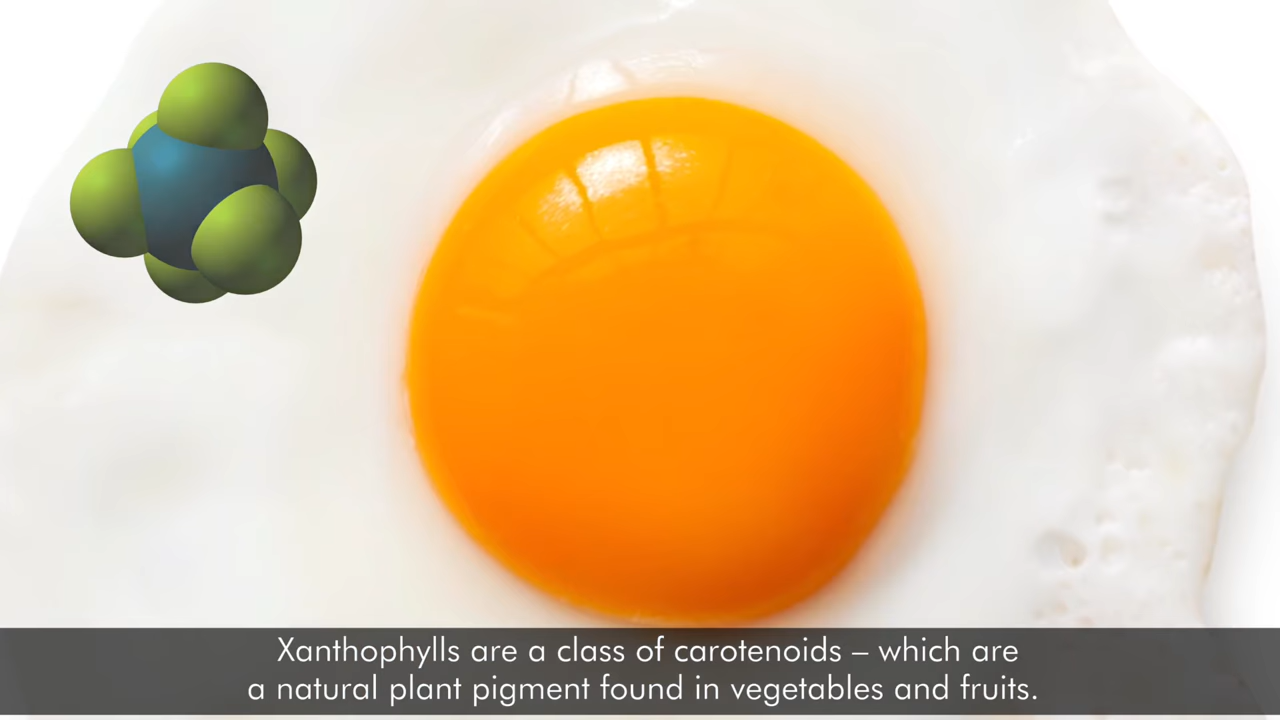 Xanthophylls are a class of carotenoids – which are
a natural plant pigment found in vegetables and fruits.